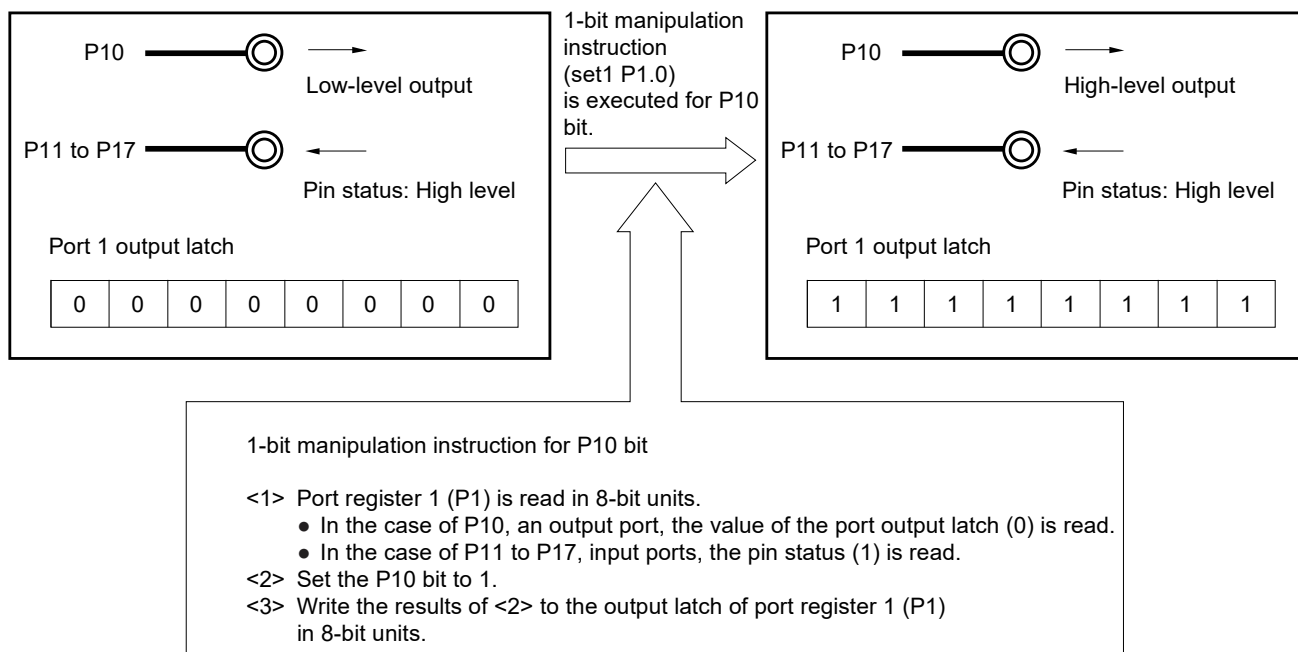 P10
Low-level output
P11 to P17
Pin status: High level
Port 1 output latch
0 0 0 0 0 0 0 0
1-bit manipulation
instruction
(set1 P1.0)
is executed for P10
bit.
P10
High-level output
P11 to P17
Pin status: High level
Port 1 output latch
1 1 1 1 1 1 1 1
1-bit manipulation instruction for P10 bit
<1> Port register 1 (P1) is read in 8-bit units.
● In the case of P10, an output port, the value of the port output latch (0) is read.
● In the case of P11 to P17, input ports, the pin status (1) is read.
<2> Set the P10 bit to 1.
<3> Write the results of <2> to the output latch of port register 1 (P1)
in 8-bit units.